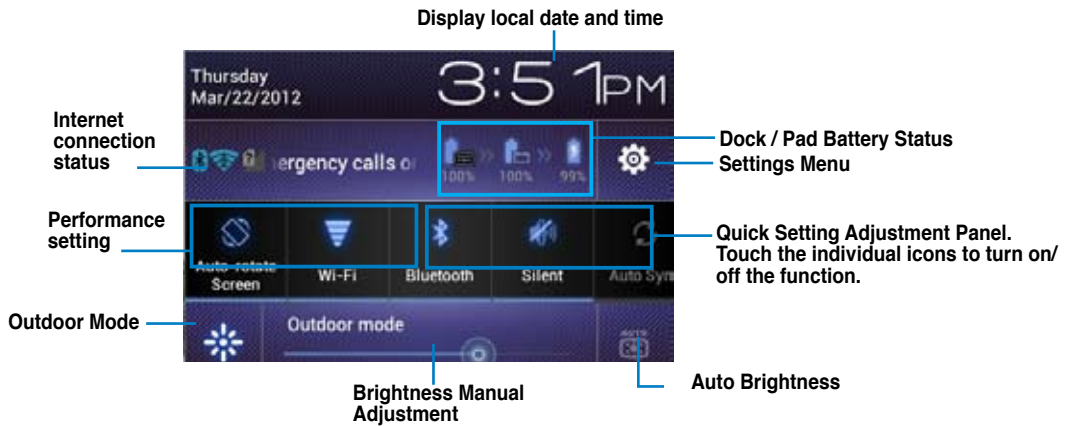 Display local date and time
Thursday
Mar/22/2012
3:51PM
Internet
connection
status
ergency calls o
100%
100%
99%
Dock / Pad Battery Status
Settings Menu
Performance
setting
Auto-rotate
Screen
Wi-Fi
Bluetooth
Silent
Auto Syn
Quick Setting Adjustment Panel.
Touch the individual icons to turn on/
off the function.
Outdoor Mode
Outdoor mode
AUTO
Brightness Manual
Adjustment
Auto Brightness